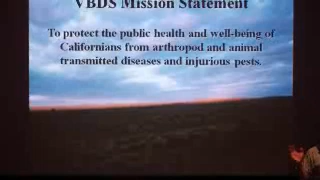 VBDS Mission Statement
To protect the public health and well-being of
Californians from arthropod and animal
transmitted diseases and injurious pests.